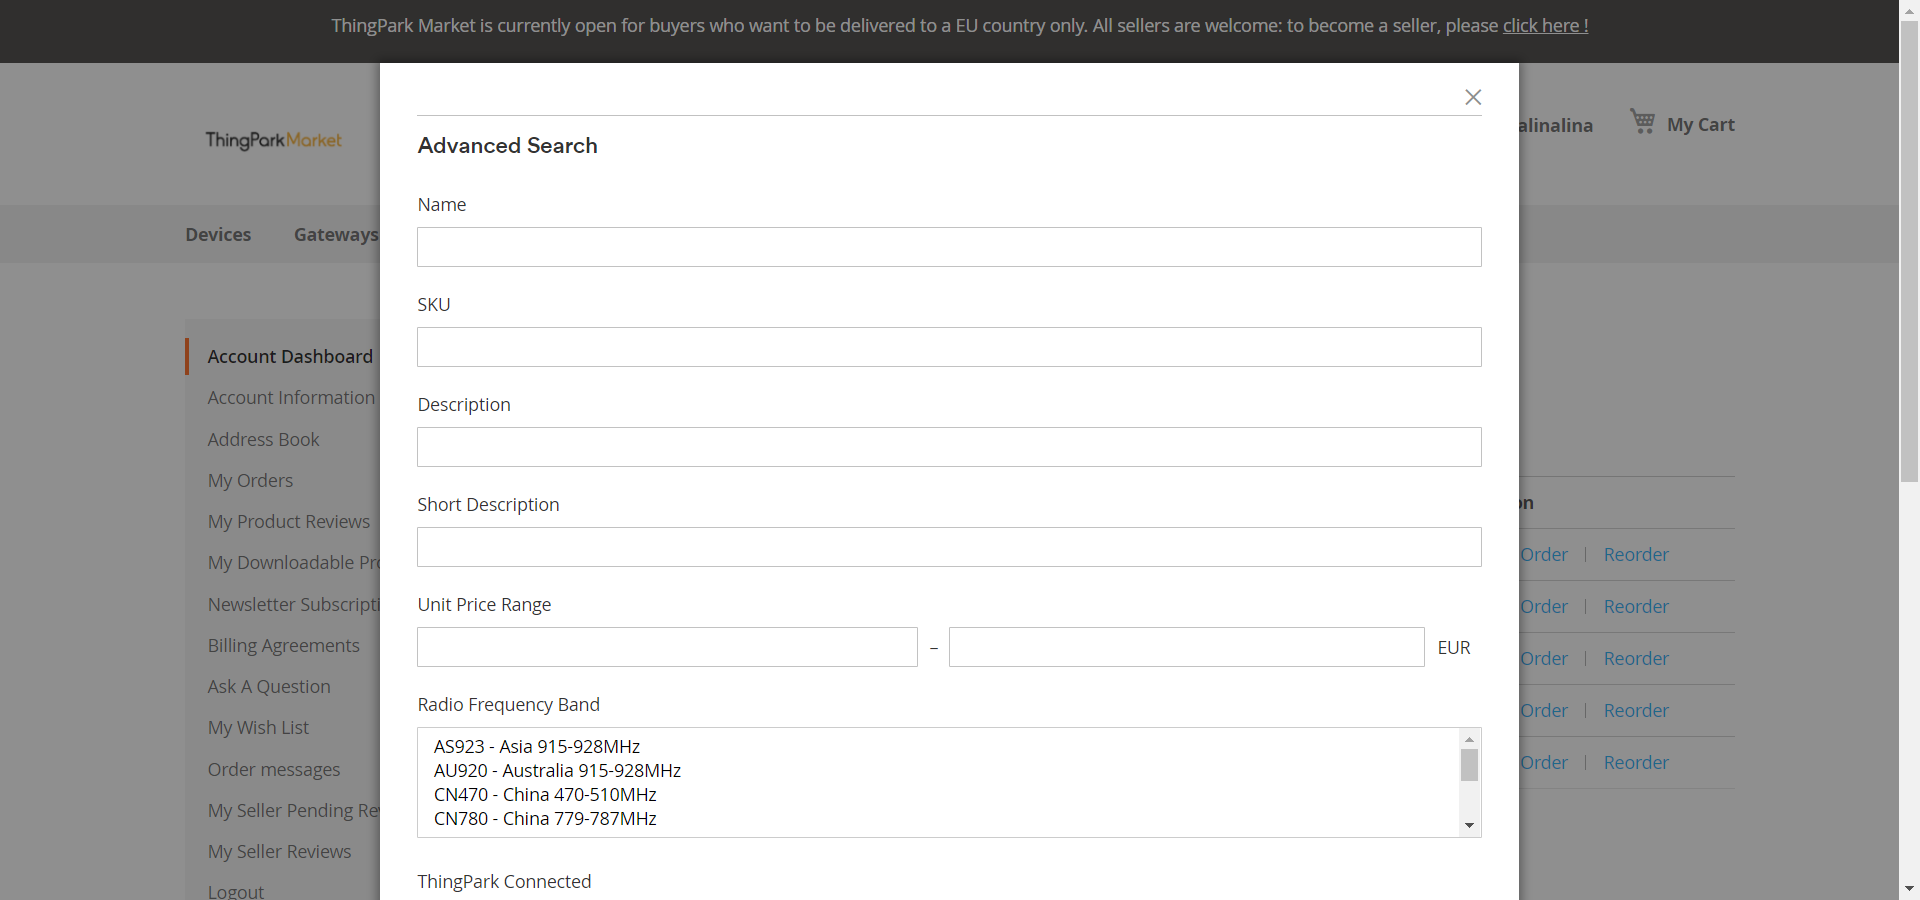 ThingPark Market is currently open for buyers who want to be delivered to a EU country only. All sellers are welcome: to become a seller, please click here !
ThingParkMarket
alinalina
My Cart
Devices
Gateways
Advanced Search
Name
SKU
Description
Short Description
Unit Price Range
–
EUR
Radio Frequency Band
AS923 - Asia 915-928MHz
AU920 - Australia 915-928MHz
CN470 - China 470-510MHz
CN780 - China 779-787MHz
ThingPark Connected
Account Dashboard
Account Information
Address Book
My Orders
My Product Reviews
My Downloadable Pro
Newsletter Subscripti
Billing Agreements
Ask A Question
My Wish List
Order messages
My Seller Pending Re
My Seller Reviews
Logout
on
Order | Reorder
Order | Reorder
Order | Reorder
Order | Reorder
Order | Reorder